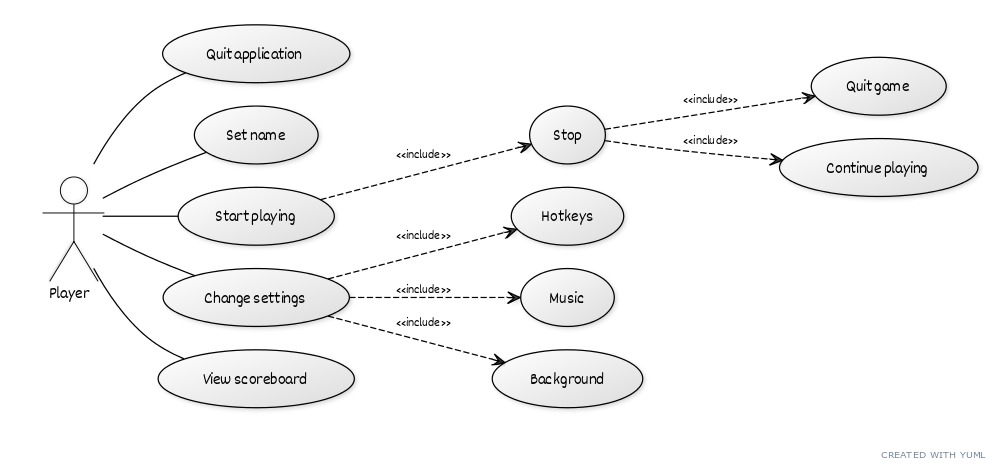 Quit application
Set name
Start playing
Change settings
View scoreboard
Player
<<include>>
Stop
<<include>>
Quit game
<<include>>
Continue playing
<<include>>
Hotkeys
<<include>>
Music
<<include>>
Background
CREATED WITH YUML